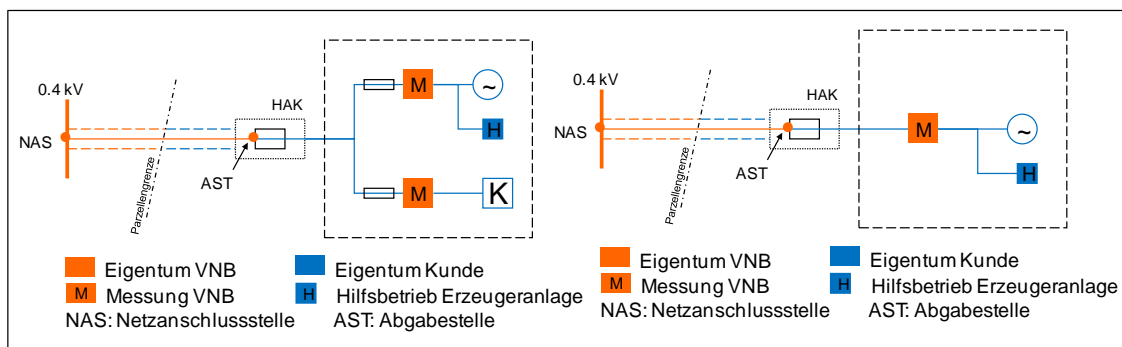 0.4 kV
NAS
Parzellengrenze
HAK
AST
M
~
H
M
K
Eigentum VNB
Eigentum Kunde
M Messung VNB
H Hilfsbetrieb Erzeugeranlage
NAS: Netzanschlussstelle
AST: Abgabestelle
0.4 kV
NAS
Parzellengrenze
HAK
AST
M
~
H
Eigentum VNB
Eigentum Kunde
M Messung VNB
H Hilfsbetrieb Erzeugeranlage
NAS: Netzanschlussstelle
AST: Abgabestelle